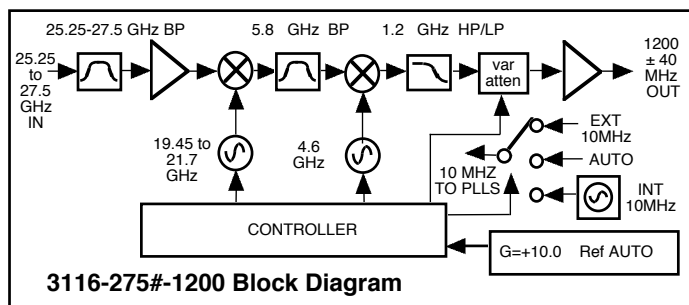 25.25-27.5 GHz BP
5.8 GHz BP
1.2 GHz HP/LP
25.25
to
27.5
GHz
IN
var
atten
1200
± 40
MHz
OUT
19.45 to
21.7
GHz
4.6
GHz
10 MHZ
TO PLLS
EXT
10MHz
AUTO
INT
10MHz
CONTROLLER
G=+10.0 Ref AUTO
3116-275#-1200 Block Diagram